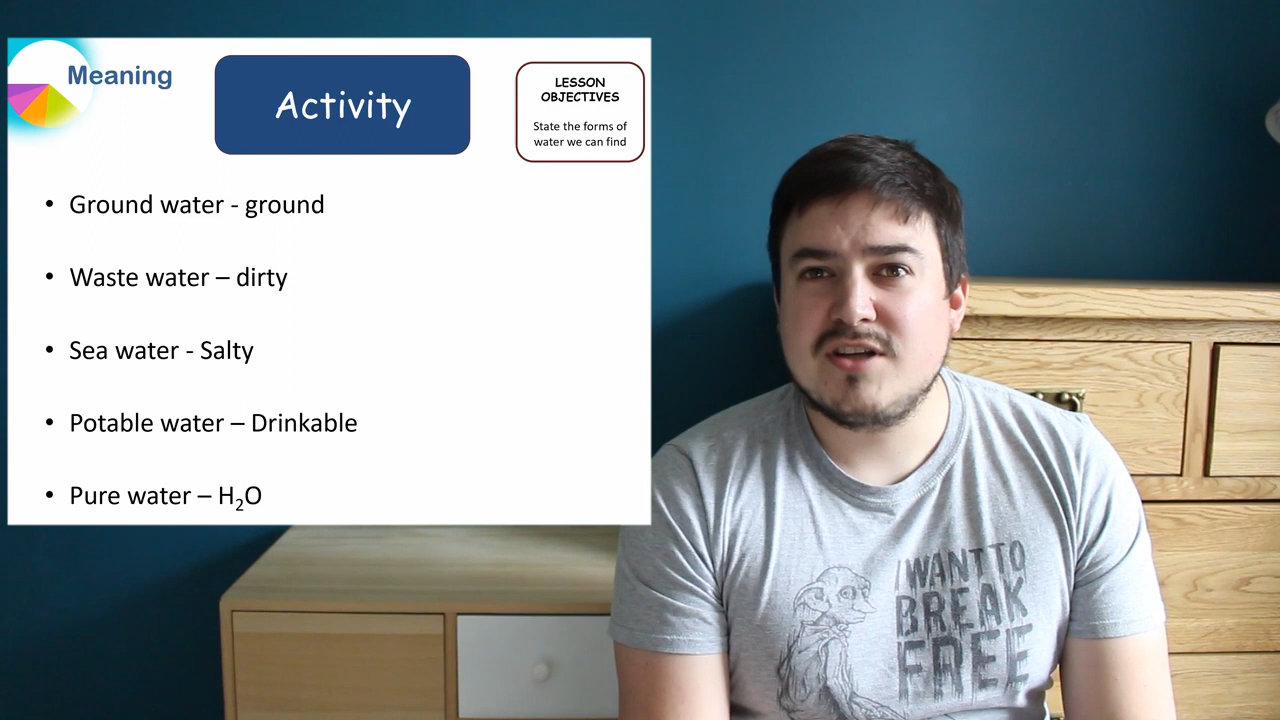 Meaning
Activity
LESSON
OBJECTIVES
State the forms of
water we can find
• Ground water - ground
• Waste water – dirty
• Sea water - Salty
• Potable water – Drinkable
• Pure water – H₂O
I WANT TO
BREAK
FREE